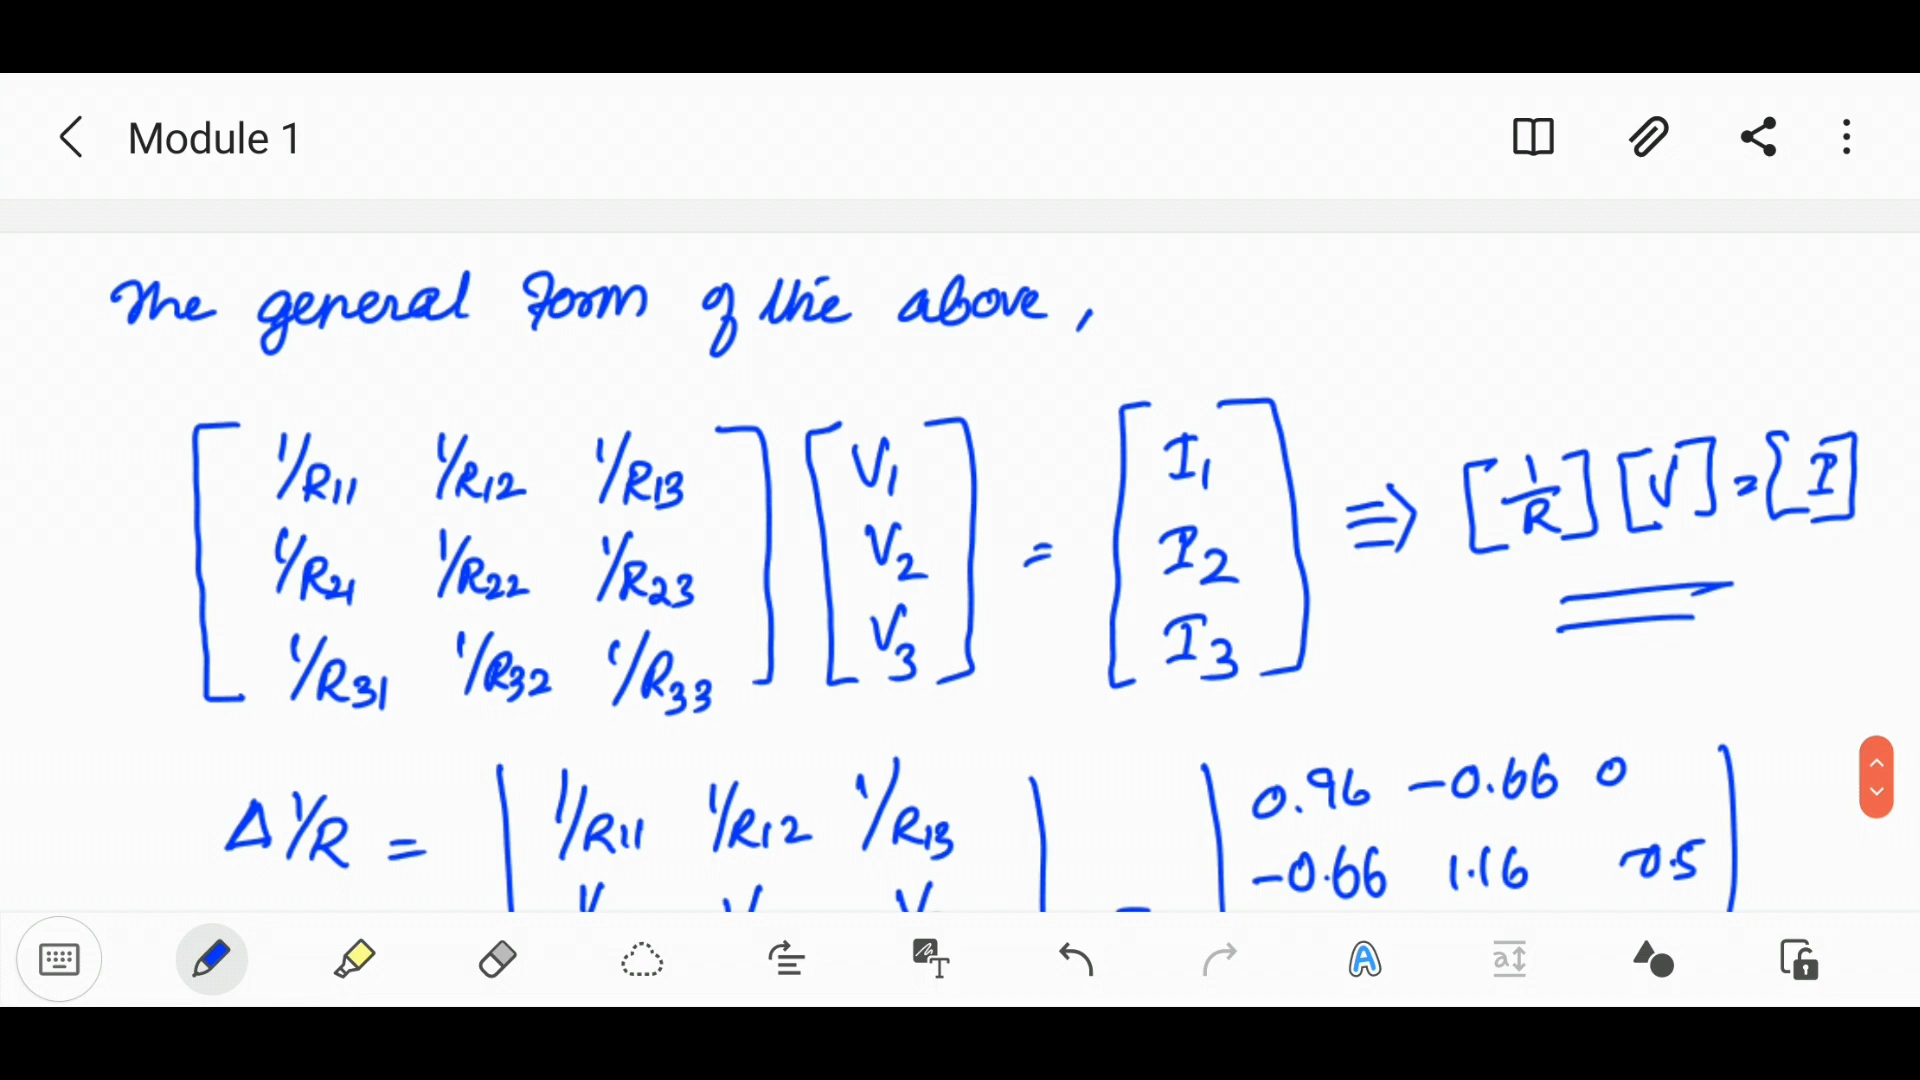 Module 1
The general form of the above,
[ 1/R11 1/R12 1/R13 ] [ V1 ] = [ I1 ] ⇒ [1/R] [V] = [I]
[ 1/R21 1/R22 1/R23 ] [ V2 ] [ I2 ]
[ 1/R31 1/R32 1/R33 ] [ V3 ] [ I3 ]
Δ 1/R = | 1/R11 1/R12 1/R13 | = | 0.96 -0.66 0 |
| -0.66 1.16 -0.5 |